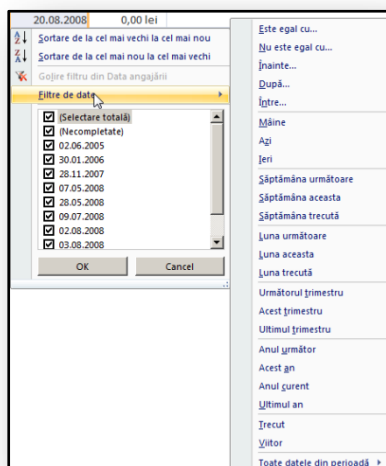 20.08.2008 0,00 lei
Sortare de la cel mai vechi la cel mai nou
Sortare de la cel mai nou la cel mai vechi
Golire filtru din Data angajării
Filtre de date
(Selectare totală)
(Necompletate)
02.06.2005
30.01.2006
28.11.2007
07.05.2008
28.05.2008
09.07.2008
02.08.2008
03.08.2008
OK Cancel
Este egal cu...
Nu este egal cu...
Înainte...
După...
Între...
Mâine
Azi
Ieri
Săptămâna următoare
Săptămâna aceasta
Săptămâna trecută
Luna următoare
Luna aceasta
Luna trecută
Următorul trimestru
Acest trimestru
Ultimul trimestru
Anul următor
Acest an
Anul curent
Ultimul an
Trecut
Viitor
Toate datele din perioadă